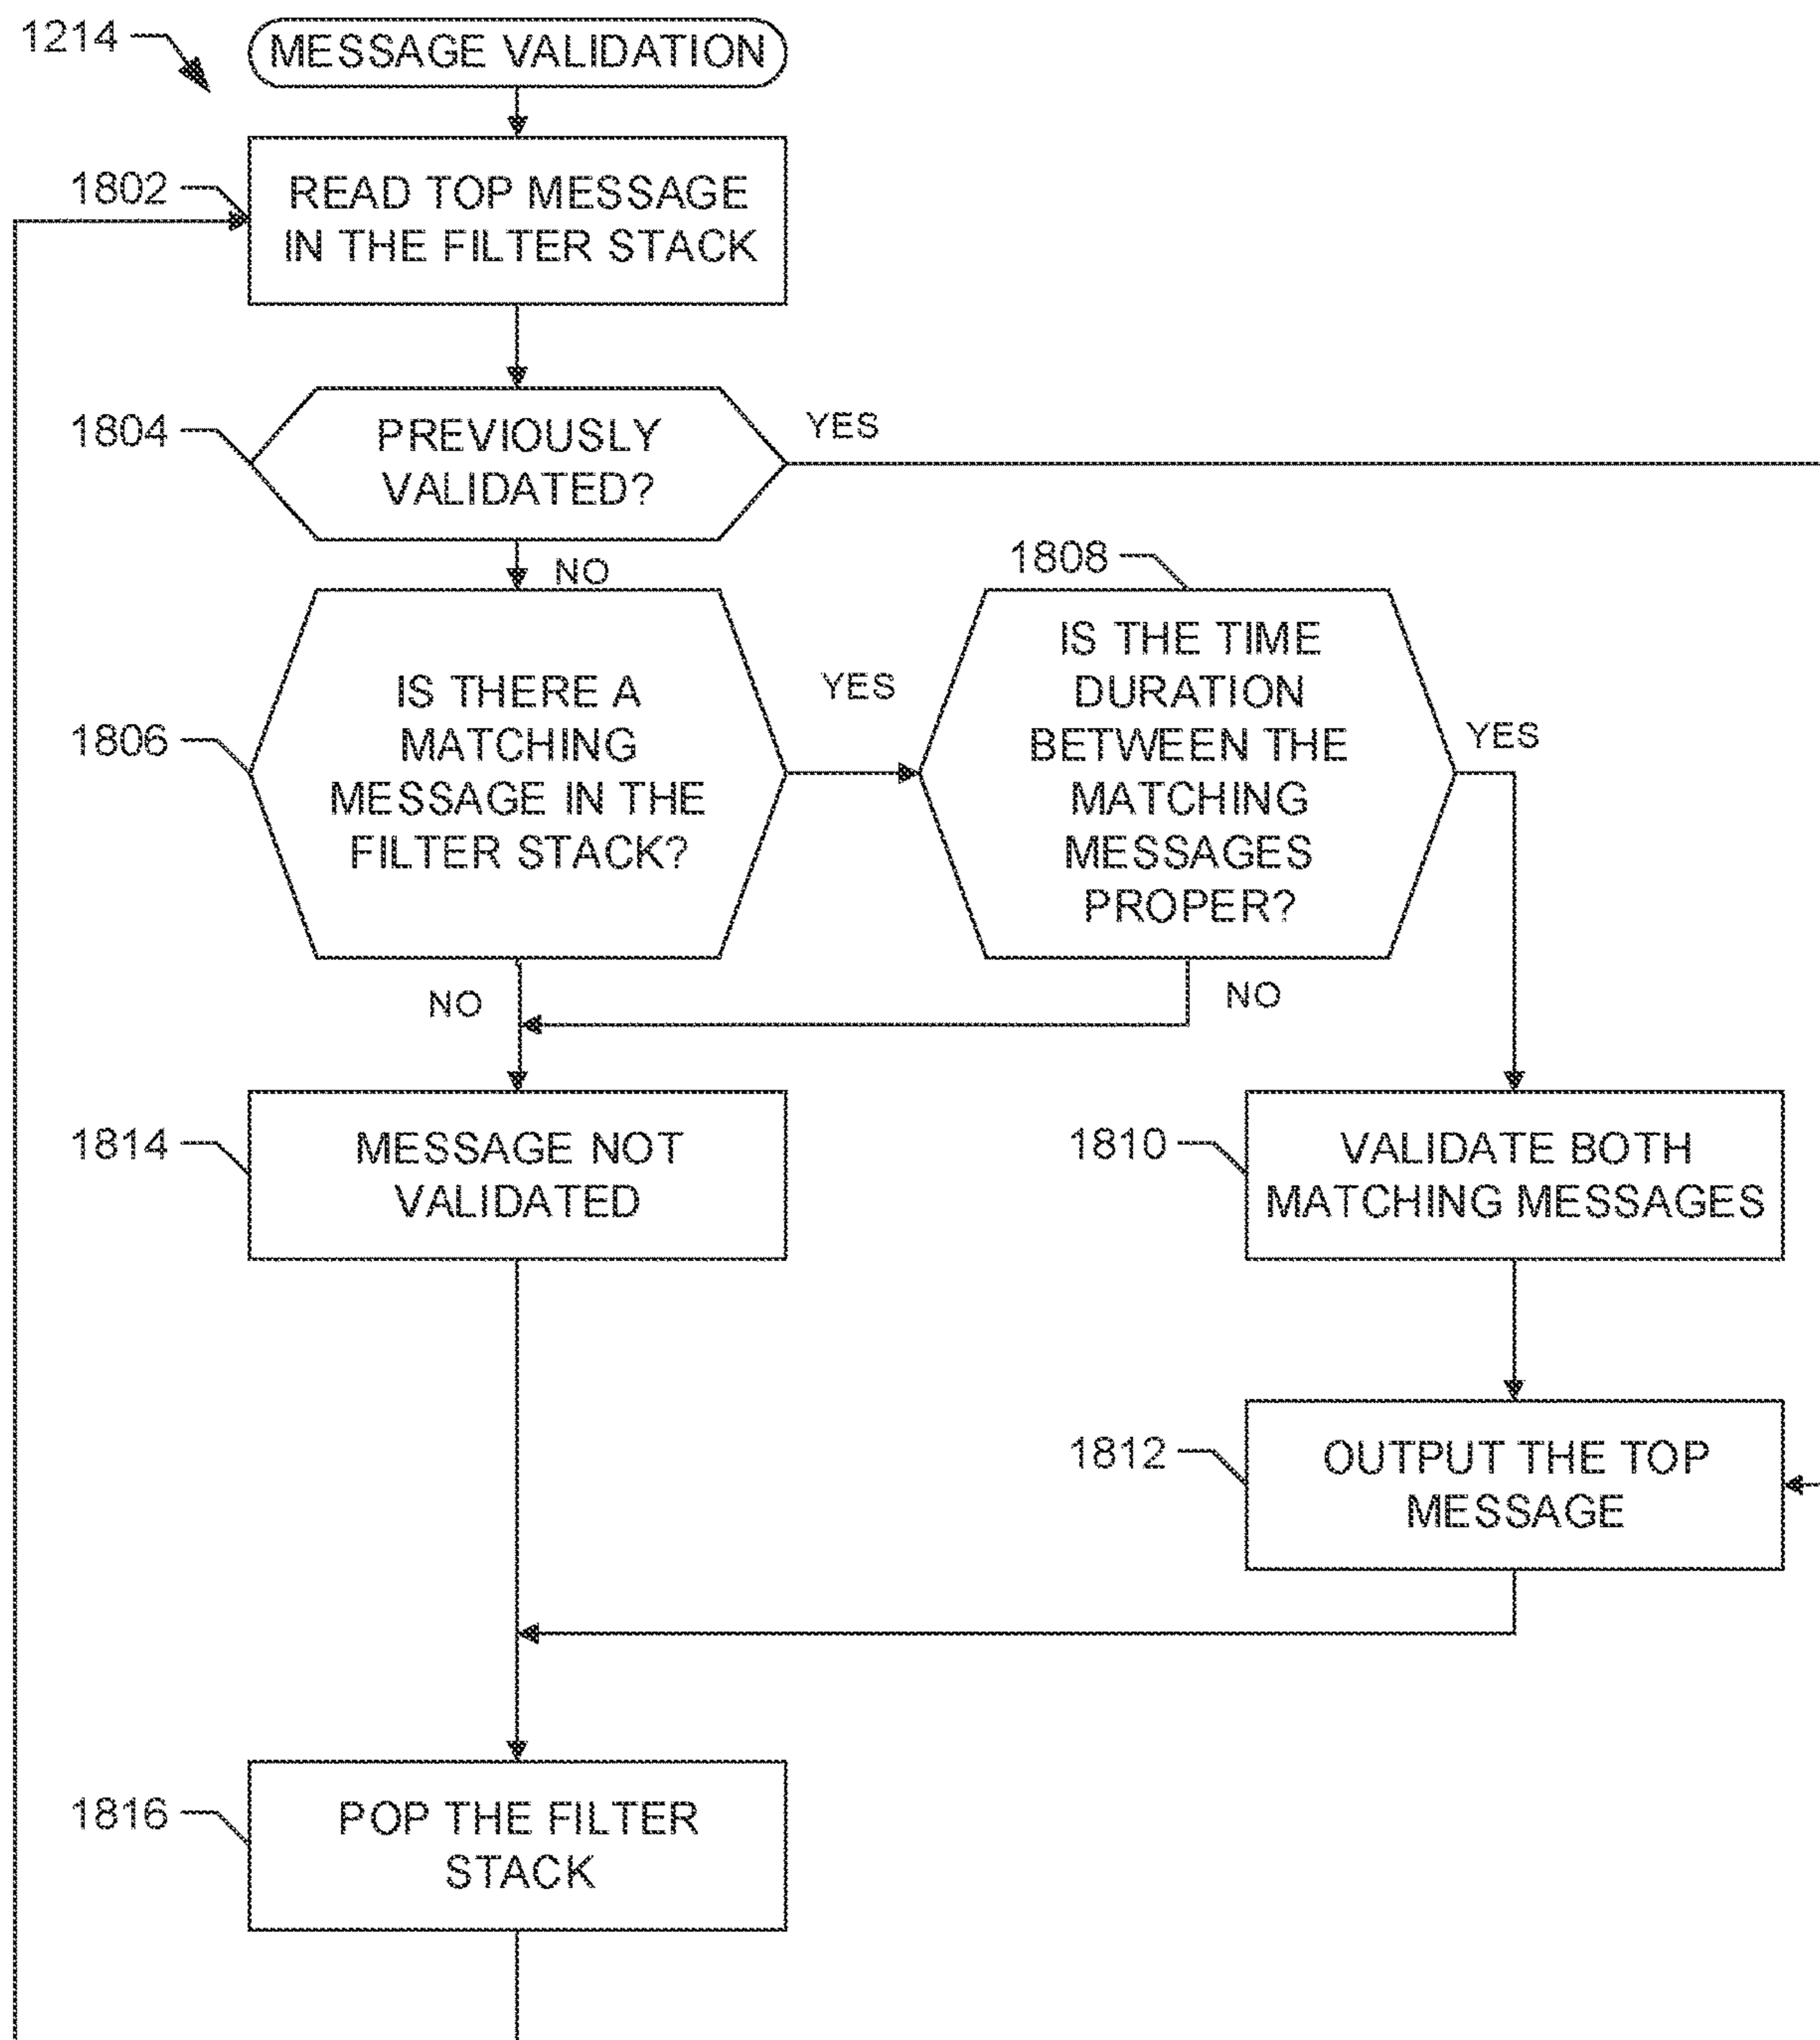 1214
MESSAGE VALIDATION
1802
READ TOP MESSAGE
IN THE FILTER STACK
1804
PREVIOUSLY
VALIDATED?
YES
NO
1806
IS THERE A
MATCHING
MESSAGE IN THE
FILTER STACK?
YES
NO
1808
IS THE TIME
DURATION
BETWEEN THE
MATCHING
MESSAGES
PROPER?
YES
NO
1814
MESSAGE NOT
VALIDATED
1810
VALIDATE BOTH
MATCHING MESSAGES
1812
OUTPUT THE TOP
MESSAGE
1816
POP THE FILTER
STACK